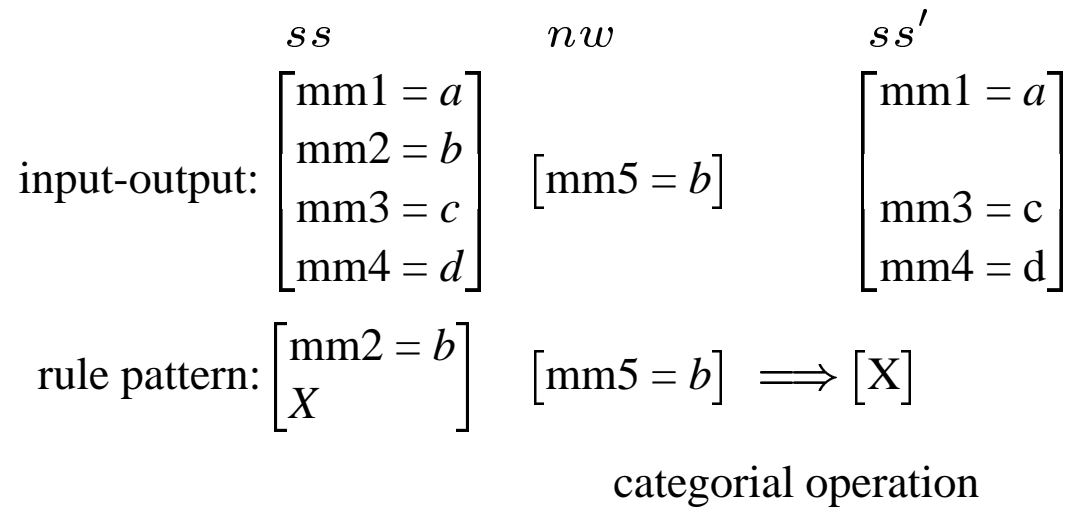 ss nw ss′
mm1 = a mm1 = a
mm2 = b
input-output: [mm5 = b]
mm3 = c mm3 = c
mm4 = d mm4 = d
mm2 = b
rule pattern: [mm5 = b] ⟹ [X]
X
categorial operation